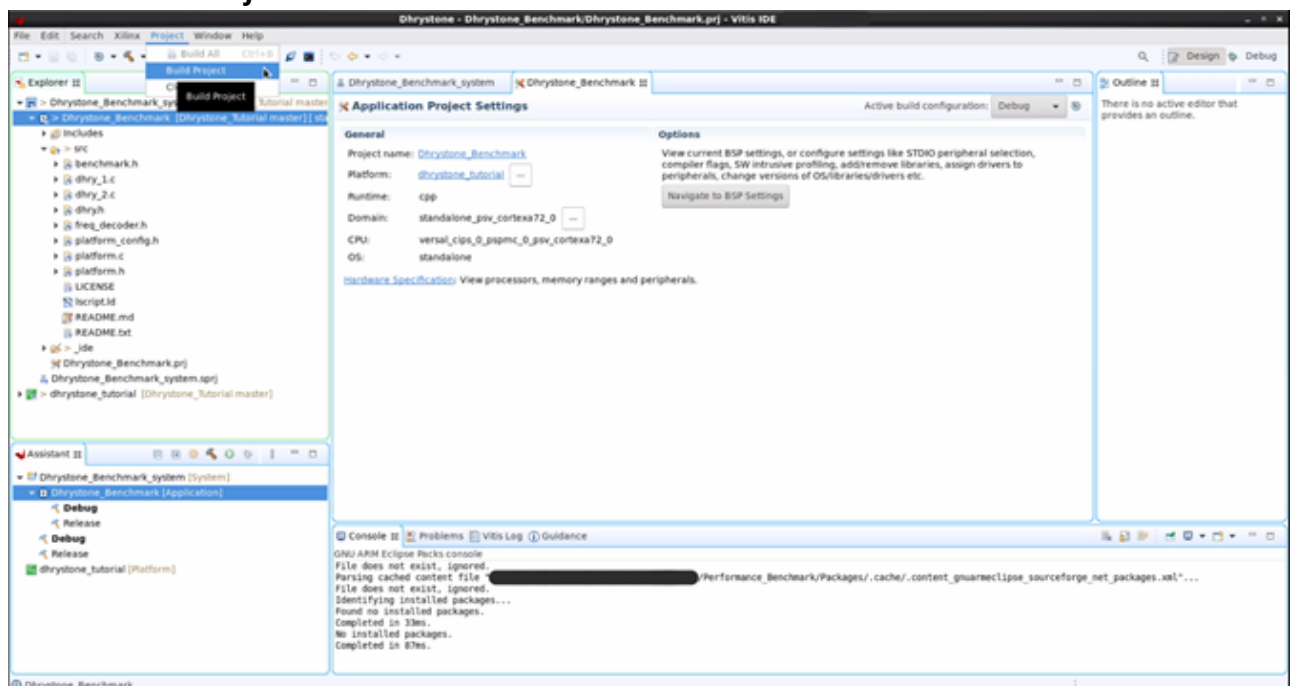 Dhrystone - Dhrystone_Benchmark/Dhrystone_Benchmark.prj - Vitis IDE
File Edit Search Xilinx Project Window Help
Build All Ctrl+B
Build Project
Build Project
Design Debug
Explorer
> Dhrystone_Benchmark_sys Tutorial master
> Dhrystone_Benchmark [Dhrystone_Tutorial master] [ sta
Includes
> src
benchmark.h
dhry_1.c
dhry_2.c
dhry.h
freq_decoder.h
platform_config.h
platform.c
platform.h
LICENSE
lscript.ld
README.md
README.txt
> _ide
Dhrystone_Benchmark.prj
Dhrystone_Benchmark_system.sprj
> dhrystone_tutorial [Dhrystone_Tutorial master]
Assistant
Dhrystone_Benchmark_system [System]
Dhrystone_Benchmark [Application]
Debug
Release
Debug
Release
dhrystone_tutorial [Platform]
Dhrystone_Benchmark_system Dhrystone_Benchmark
Application Project Settings
Active build configuration: Debug
General
Project name: Dhrystone_Benchmark
Platform: dhrystone_tutorial ...
Runtime: cpp
Domain: standalone_psv_cortexa72_0 ...
CPU: versal_cips_0_pspmc_0_psv_cortexa72_0
OS: standalone
Hardware Specification: View processors, memory ranges and peripherals.
Options
View current BSP settings, or configure settings like STDIO peripheral selection,
compiler flags, SW intrusive profiling, add/remove libraries, assign drivers to
peripherals, change versions of OS/libraries/drivers etc.
Navigate to BSP Settings
Outline
There is no active editor that
provides an outline.
Console Problems Vitis Log Guidance
GNU ARM Eclipse Packs console
File does not exist, ignored.
Parsing cached content file "/Performance_Benchmark/Packages/.cache/.content_gnuarmeclipse_sourceforge_net_packages.xml"...
File does not exist, ignored.
Identifying installed packages...
Found no installed packages.
Completed in 33ms.
No installed packages.
Completed in 87ms.
Dhrystone_Benchmark